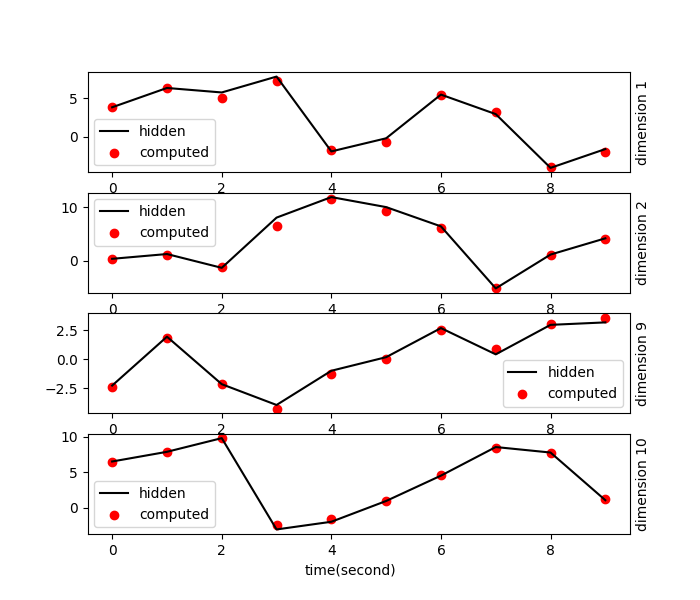 5
0
hidden
computed
dimension 1
0 2 4 6 8
10
0
hidden
computed
dimension 2
0 2 4 6 8
2.5
0.0
−2.5
hidden
computed
dimension 9
0 2 4 6 8
10
5
0
hidden
computed
dimension 10
0 2 4 6 8
time(second)